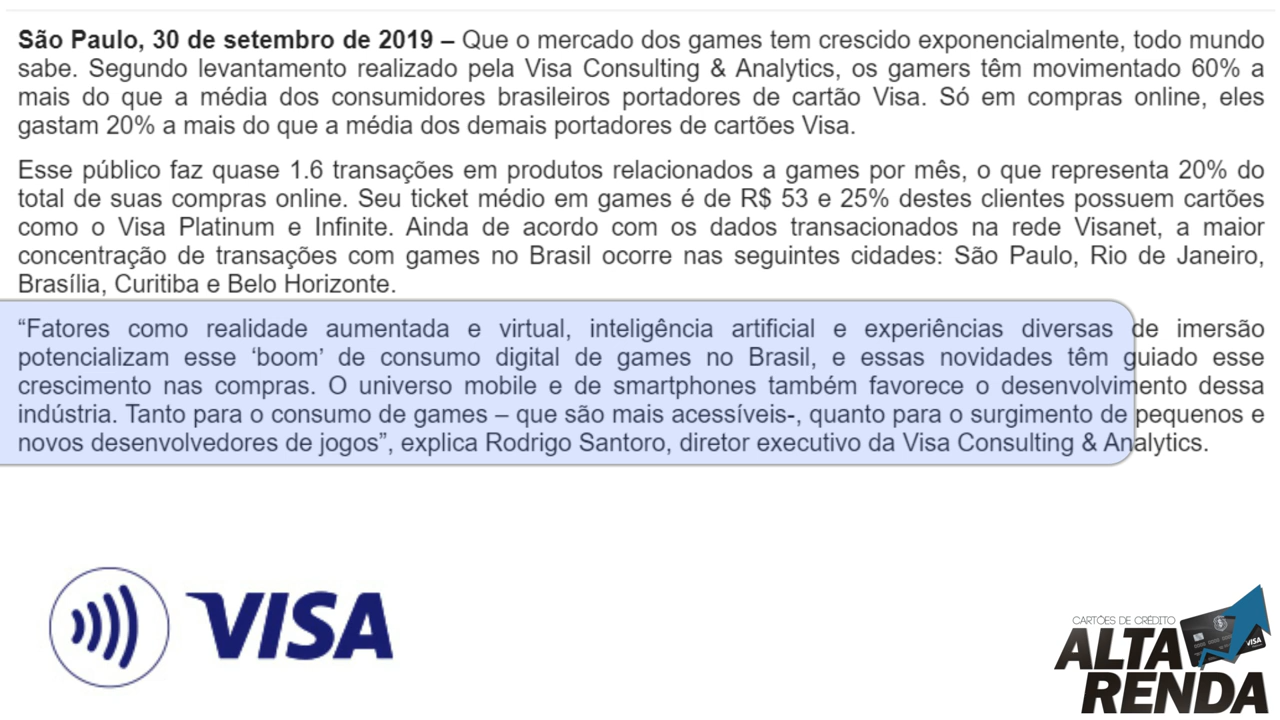 São Paulo, 30 de setembro de 2019 – Que o mercado dos games tem crescido exponencialmente, todo mundo
sabe. Segundo levantamento realizado pela Visa Consulting & Analytics, os gamers têm movimentado 60% a
mais do que a média dos consumidores brasileiros portadores de cartão Visa. Só em compras online, eles
gastam 20% a mais do que a média dos demais portadores de cartões Visa.
Esse público faz quase 1.6 transações em produtos relacionados a games por mês, o que representa 20% do
total de suas compras online. Seu ticket médio em games é de R$ 53 e 25% destes clientes possuem cartões
como o Visa Platinum e Infinite. Ainda de acordo com os dados transacionados na rede Visanet, a maior
concentração de transações com games no Brasil ocorre nas seguintes cidades: São Paulo, Rio de Janeiro,
Brasília, Curitiba e Belo Horizonte.
“Fatores como realidade aumentada e virtual, inteligência artificial e experiências diversas de imersão
potencializam esse ‘boom’ de consumo digital de games no Brasil, e essas novidades têm guiado esse
crescimento nas compras. O universo mobile e de smartphones também favorece o desenvolvimento dessa
indústria. Tanto para o consumo de games – que são mais acessíveis-, quanto para o surgimento de pequenos e
novos desenvolvedores de jogos”, explica Rodrigo Santoro, diretor executivo da Visa Consulting & Analytics.
VISA
CARTÕES DE CRÉDITO
ALTA
VISA
RENDA